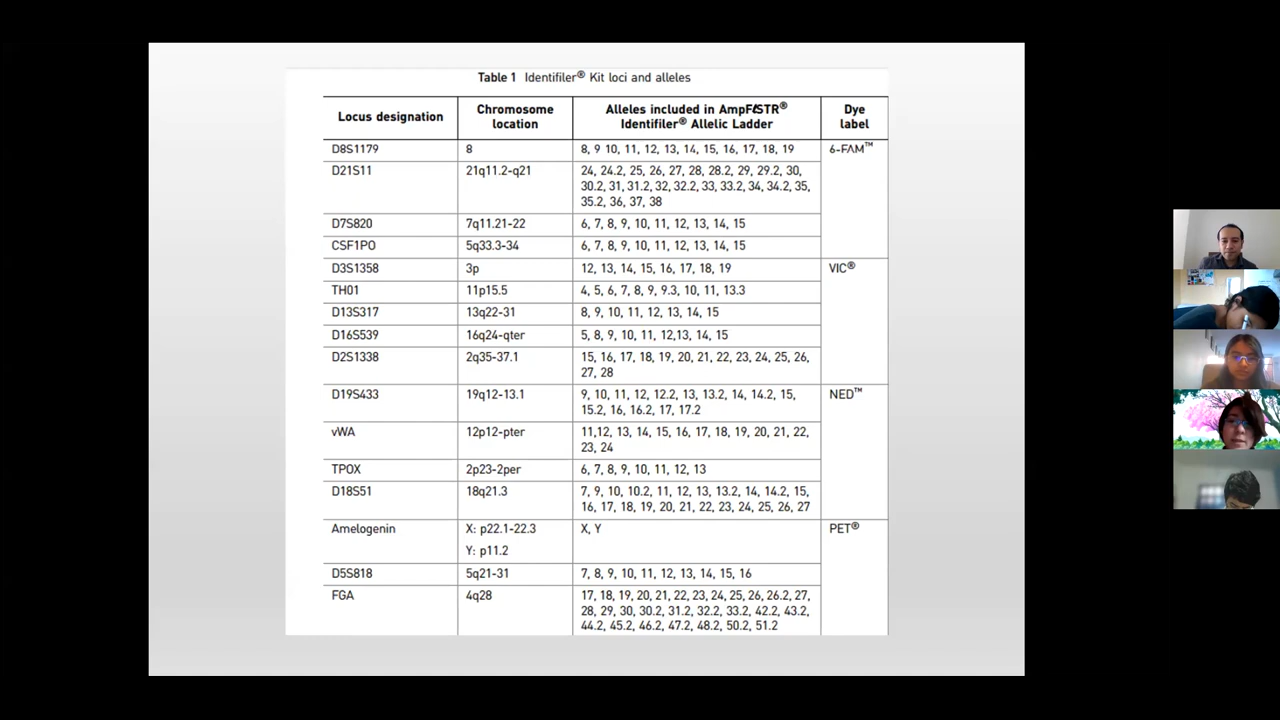 Table 1 Identifiler® Kit loci and alleles
Locus designation
Chromosome
location
Alleles included in AmpFℓSTR®
Identifiler® Allelic Ladder
Dye
label
D8S1179
8
8, 9 10, 11, 12, 13, 14, 15, 16, 17, 18, 19
6-FAM™
D21S11
21q11.2-q21
24, 24.2, 25, 26, 27, 28, 28.2, 29, 29.2, 30,
30.2, 31, 31.2, 32, 32.2, 33, 33.2, 34, 34.2, 35,
35.2, 36, 37, 38
D7S820
7q11.21-22
6, 7, 8, 9, 10, 11, 12, 13, 14, 15
CSF1PO
5q33.3-34
6, 7, 8, 9, 10, 11, 12, 13, 14, 15
D3S1358
3p
12, 13, 14, 15, 16, 17, 18, 19
VIC®
TH01
11p15.5
4, 5, 6, 7, 8, 9, 9.3, 10, 11, 13.3
D13S317
13q22-31
8, 9, 10, 11, 12, 13, 14, 15
D16S539
16q24-qter
5, 8, 9, 10, 11, 12,13, 14, 15
D2S1338
2q35-37.1
15, 16, 17, 18, 19, 20, 21, 22, 23, 24, 25, 26,
27, 28
D19S433
19q12-13.1
9, 10, 11, 12, 12.2, 13, 13.2, 14, 14.2, 15,
15.2, 16, 16.2, 17, 17.2
NED™
vWA
12p12-pter
11,12, 13, 14, 15, 16, 17, 18, 19, 20, 21, 22,
23, 24
TPOX
2p23-2per
6, 7, 8, 9, 10, 11, 12, 13
D18S51
18q21.3
7, 9, 10, 10.2, 11, 12, 13, 13.2, 14, 14.2, 15,
16, 17, 18, 19, 20, 21, 22, 23, 24, 25, 26, 27
Amelogenin
X: p22.1-22.3
Y: p11.2
X, Y
PET®
D5S818
5q21-31
7, 8, 9, 10, 11, 12, 13, 14, 15, 16
FGA
4q28
17, 18, 19, 20, 21, 22, 23, 24, 25, 26, 26.2, 27,
28, 29, 30, 30.2, 31.2, 32.2, 33.2, 42.2, 43.2,
44.2, 45.2, 46.2, 47.2, 48.2, 50.2, 51.2